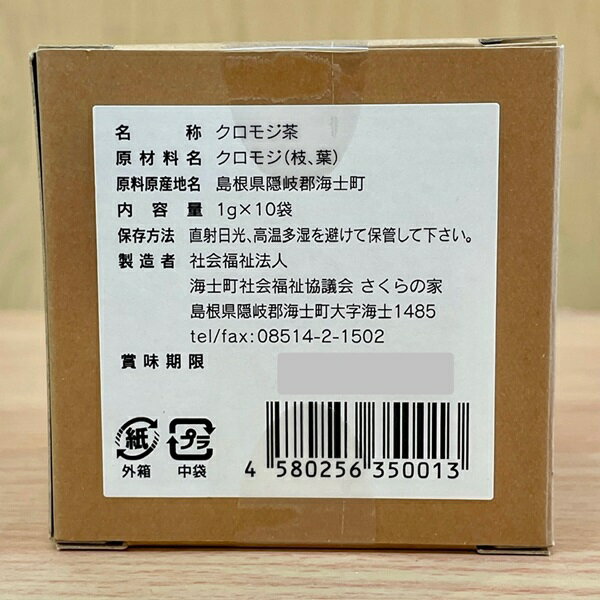 名称 クロモジ茶
原材料名 クロモジ(枝、葉)
原料原産地名 島根県隠岐郡海士町
内容量 1g×10袋
保存方法 直射日光、高温多湿を避けて保管して下さい。
製造者 社会福祉法人
海士町社会福祉協議会 さくらの家
島根県隠岐郡海士町大字海士1485
tel/fax:08514-2-1502
賞味期限
紙 プラ
外箱 中袋
4 580256 350013